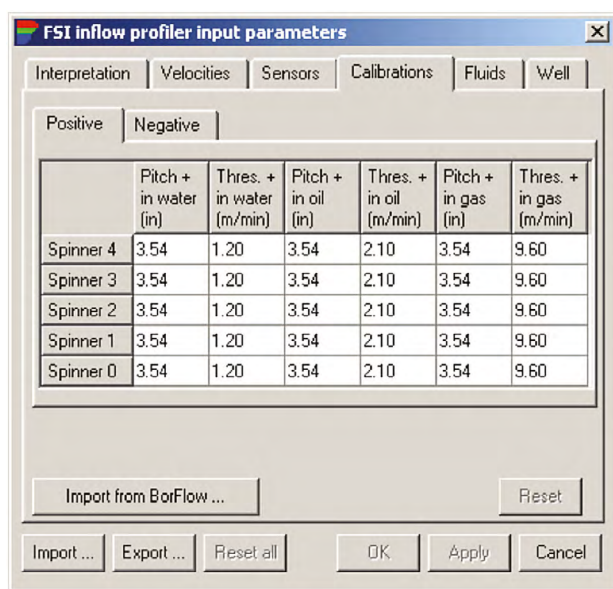 FSI inflow profiler input parameters
Interpretation Velocities Sensors Calibrations Fluids Well
Positive Negative
Pitch + Thres. + Pitch + Thres. + Pitch + Thres. +
in water in water in oil in oil in gas in gas
(in) (m/min) (in) (m/min) (in) (m/min)
Spinner 4 3.54 1.20 3.54 2.10 3.54 9.60
Spinner 3 3.54 1.20 3.54 2.10 3.54 9.60
Spinner 2 3.54 1.20 3.54 2.10 3.54 9.60
Spinner 1 3.54 1.20 3.54 2.10 3.54 9.60
Spinner 0 3.54 1.20 3.54 2.10 3.54 9.60
Import from BorFlow ... Reset
Import ... Export ... Reset all OK Apply Cancel